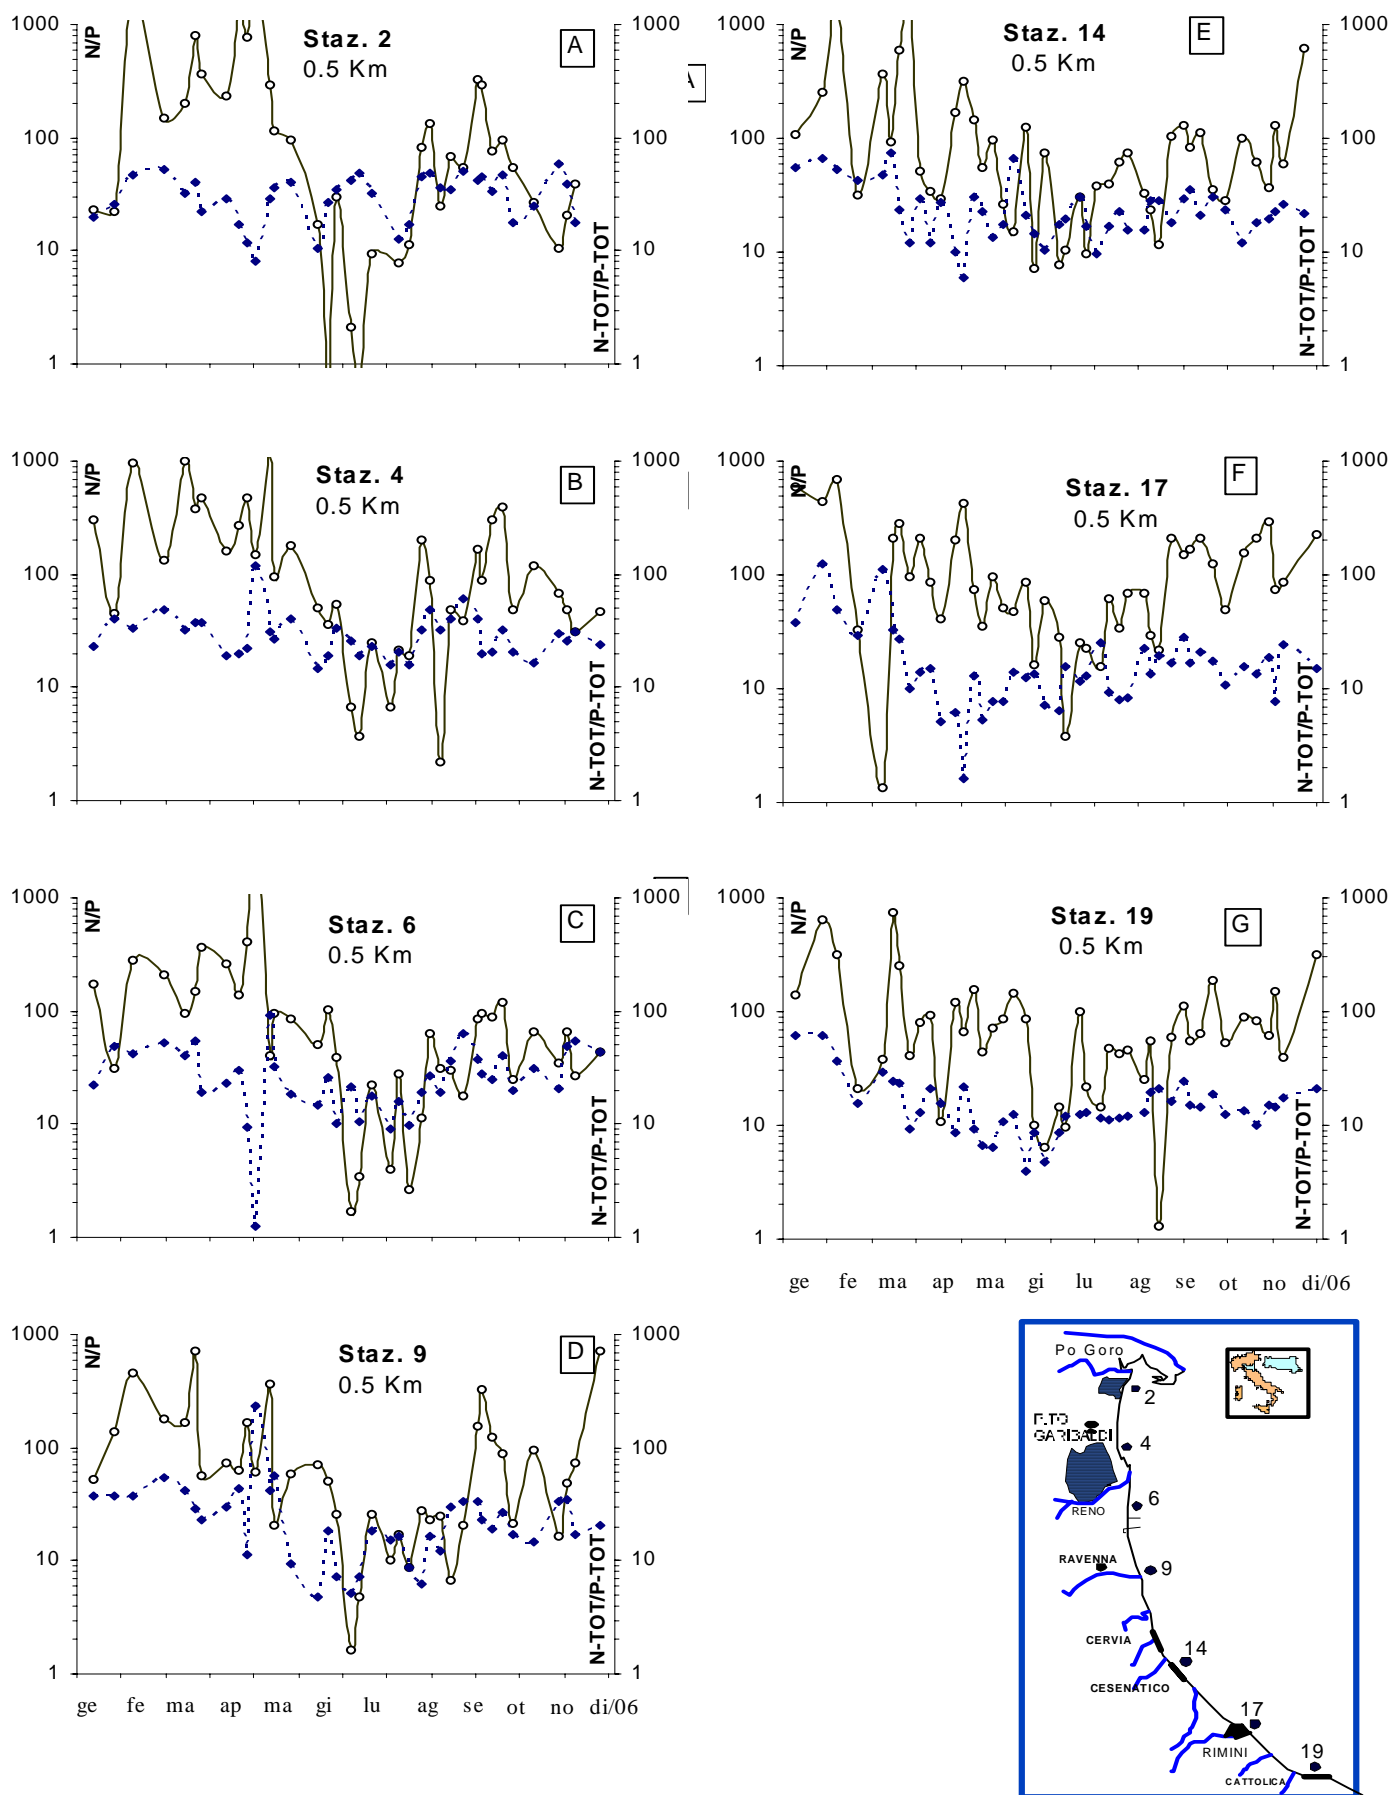 N/P
Staz. 2
0.5 Km
A
1000
100
10
1
1000
100
10
1
N-TOT/P-TOT
N/P
Staz. 14
0.5 Km
E
1000
100
10
1
1000
100
10
1
N-TOT/P-TOT
N/P
Staz. 4
0.5 Km
B
1000
100
10
1
1000
100
10
1
N-TOT/P-TOT
N/P
Staz. 17
0.5 Km
F
1000
100
10
1
1000
100
10
1
N-TOT/P-TOT
N/P
Staz. 6
0.5 Km
C
1000
100
10
1
1000
100
10
1
N-TOT/P-TOT
N/P
Staz. 19
0.5 Km
G
1000
100
10
1
1000
100
10
1
N-TOT/P-TOT
ge fe ma ap ma gi lu ag se ot no di/06
N/P
Staz. 9
0.5 Km
D
1000
100
10
1
1000
100
10
1
N-TOT/P-TOT
ge fe ma ap ma gi lu ag se ot no di/06
Po Goro
2
P.TO
GARIBALDI
4
6
RENO
RAVENNA
9
CERVIA
14
CESENATICO
17
RIMINI
19
CATTOLICA